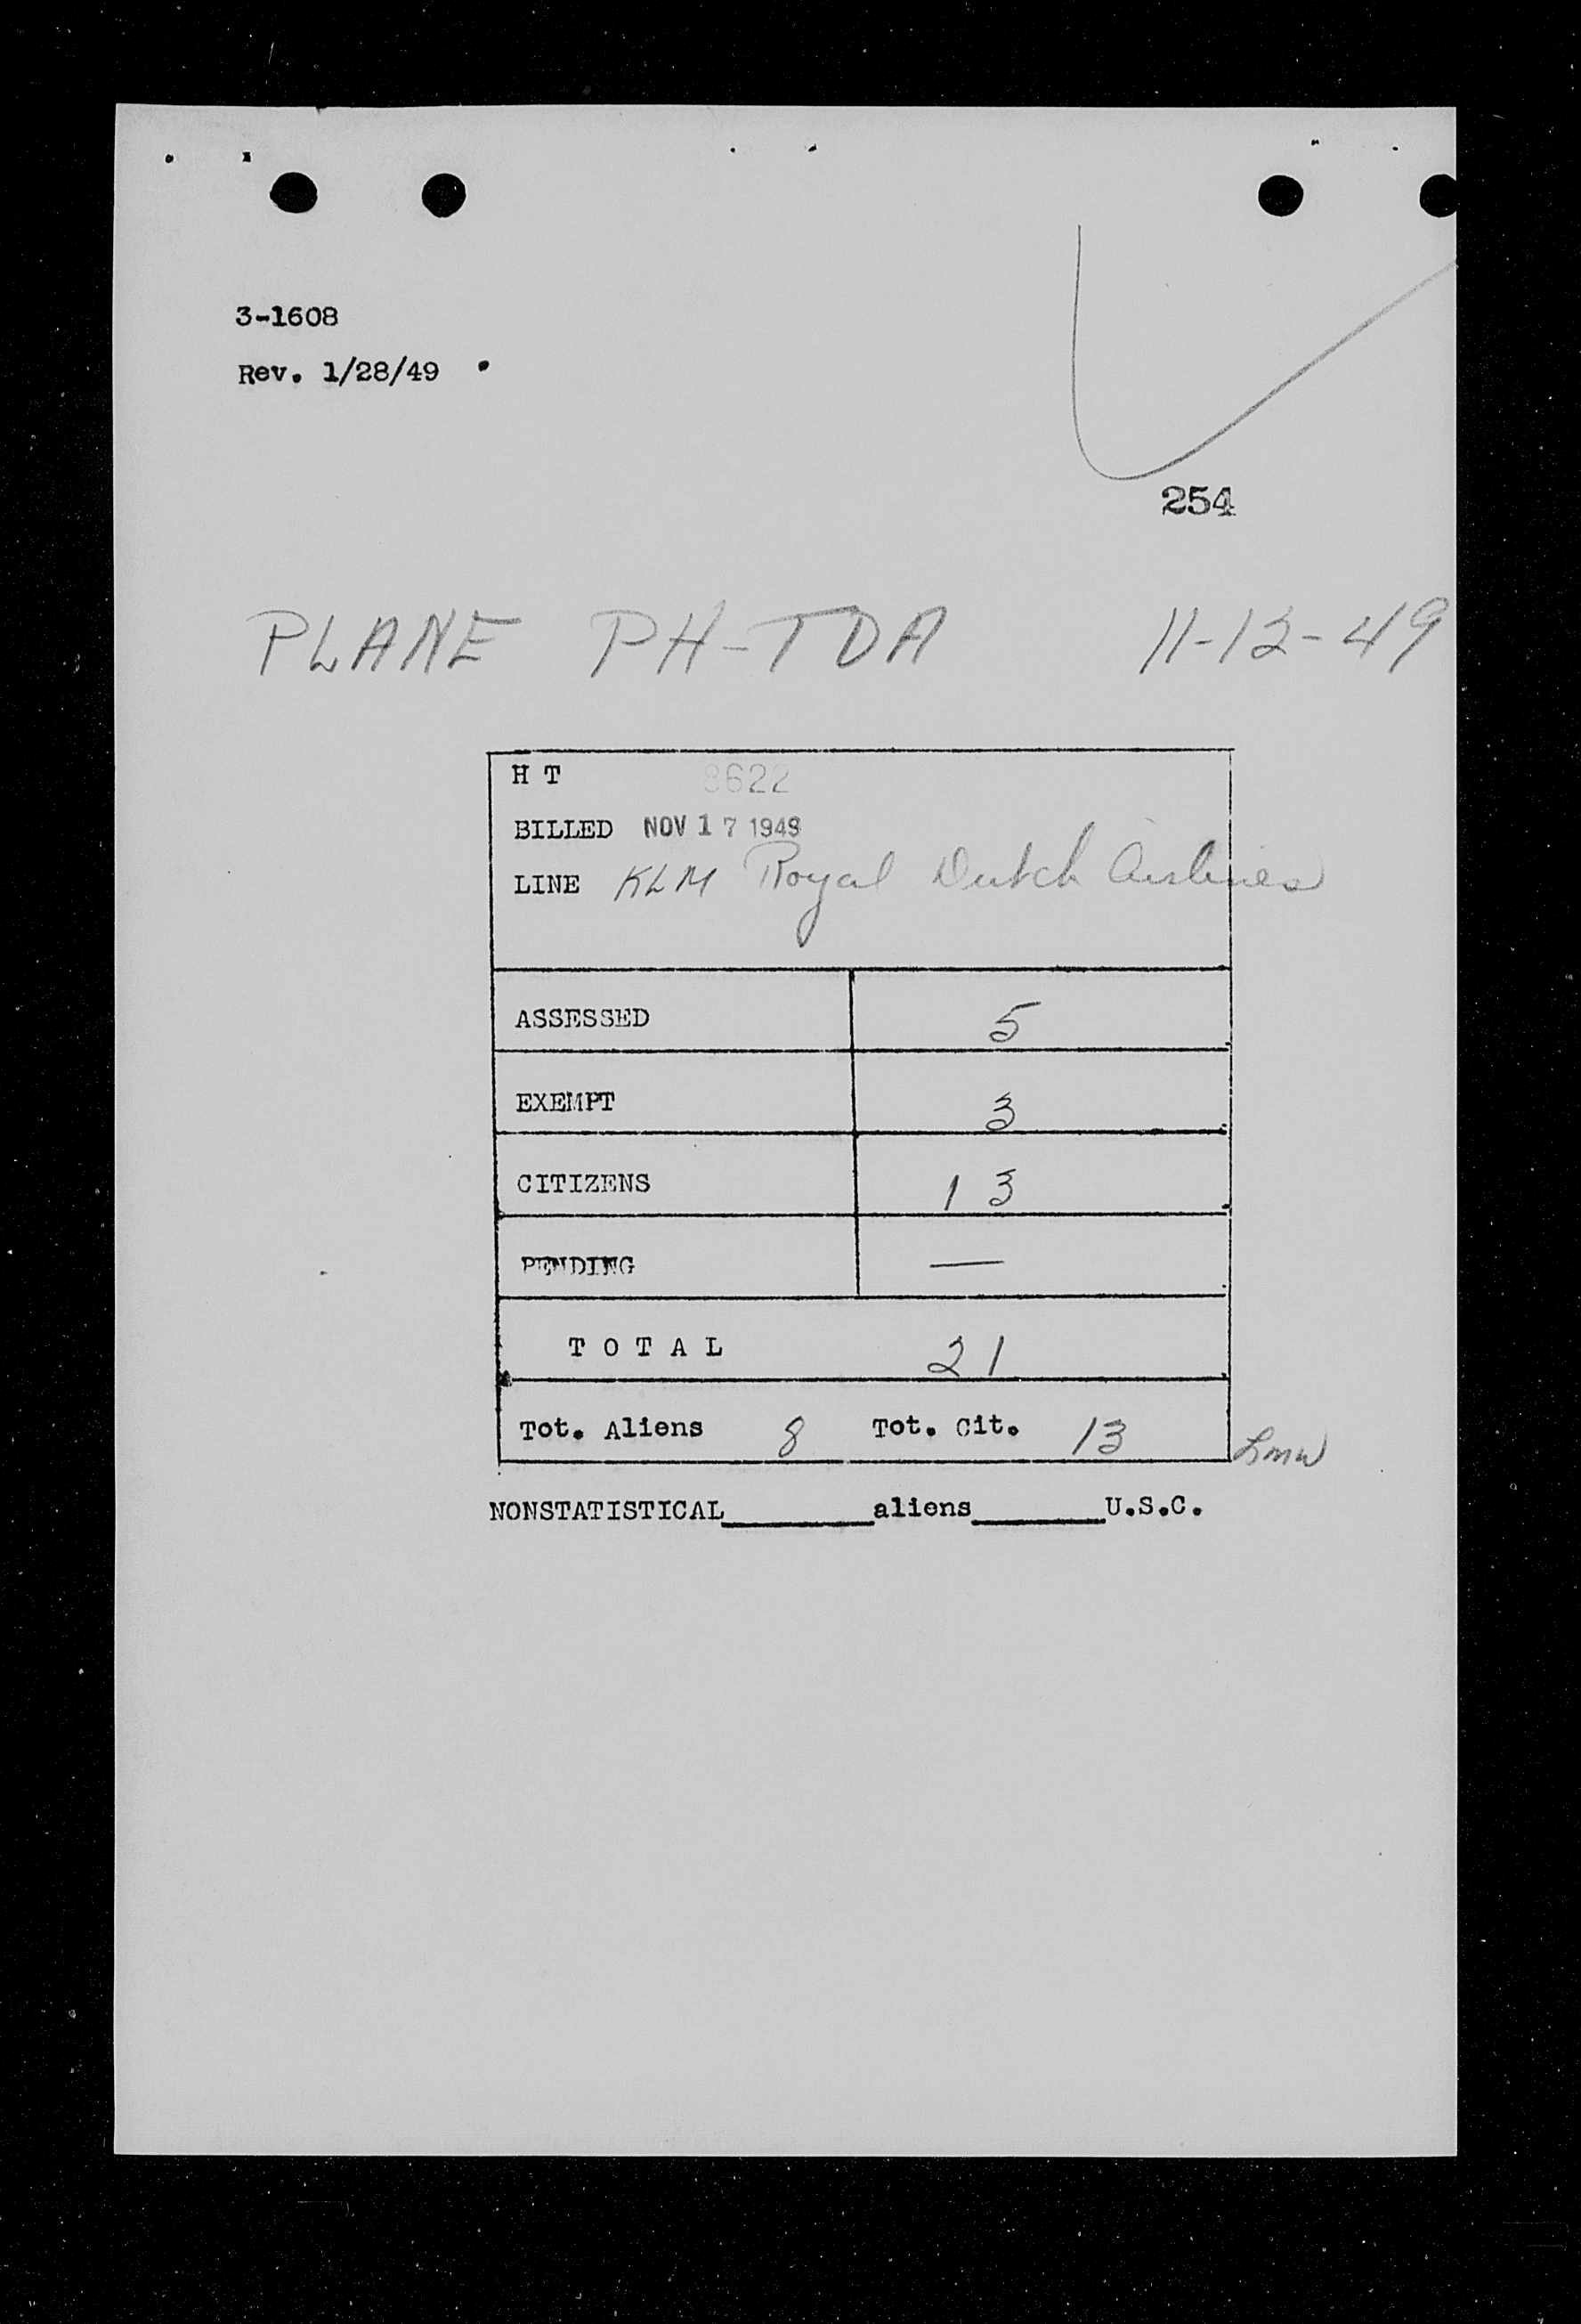 3-1608
Rev. 1/28/49
254
PLANE PH-TDA 11-12-49
H T 8622
BILLED NOV 17 1949
LINE KLM Royal Dutch Airlines
ASSESSED 5
EXEMPT 3
CITIZENS 13
PENDING —
TOTAL 21
Tot. Aliens 8 Tot. Cit. 13
Lmw
NONSTATISTICAL________aliens_______U.S.C.